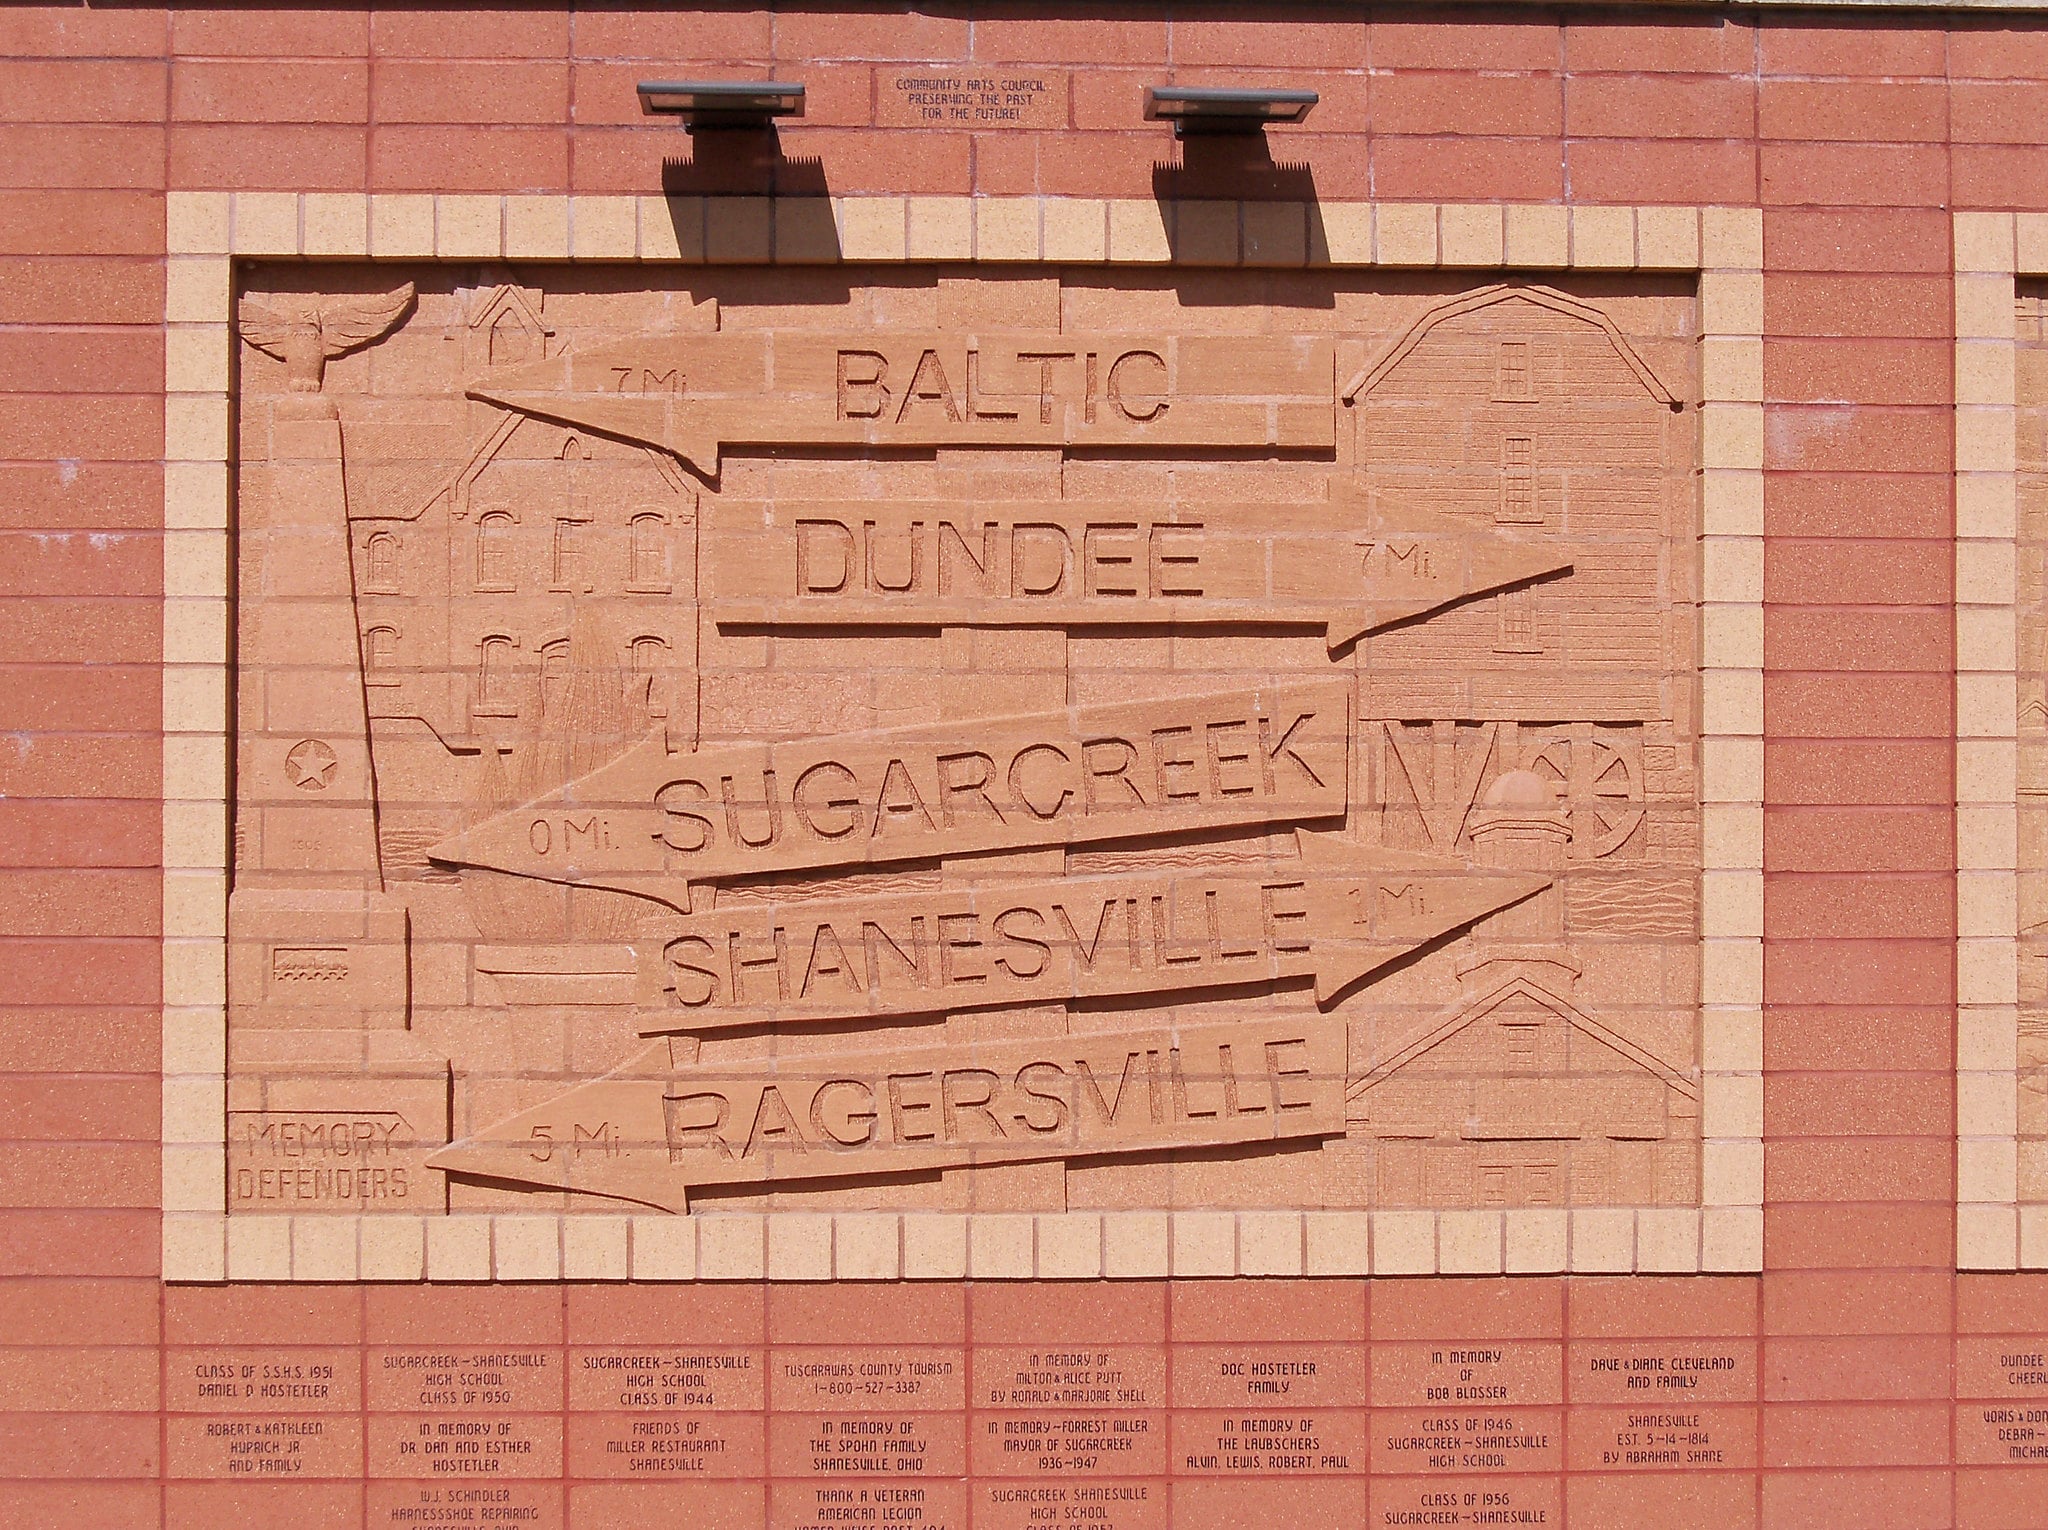 COMMUNITY ARTS COUNCIL
PRESERVING THE PAST
FOR THE FUTURE!
7 Mi. BALTIC
DUNDEE 7 Mi.
0 Mi. SUGARCREEK
SHANESVILLE 1 Mi.
5 Mi. RAGERSVILLE
MEMORY
DEFENDERS
CLASS OF S.S.H.S. 1951
DANIEL D HOSTETLER
SUGARCREEK~SHANESVILLE
HIGH SCHOOL
CLASS OF 1950
SUGARCREEK~SHANESVILLE
HIGH SCHOOL
CLASS OF 1944
TUSCARAWAS COUNTY TOURISM
1~800~527~3387
IN MEMORY OF
MILTON & ALICE PUTT
BY RONALD & MARJORIE SHELL
DOC HOSTETLER
FAMILY
IN MEMORY
OF
BOB BLOSSER
DAVE & DIANE CLEVELAND
AND FAMILY
DUNDEE
ROBERT & KATHLEEN
HUPRICH JR
AND FAMILY
IN MEMORY OF
DR. DAN AND ESTHER
HOSTETLER
FRIENDS OF
MILLER RESTAURANT
SHANESVILLE
IN MEMORY OF
THE SPOHN FAMILY
SHANESVILLE, OHIO
IN MEMORY~FORREST MILLER
MAYOR OF SUGARCREEK
1936~1947
IN MEMORY OF
THE LAUBSCHERS
ALVIN, LEWIS, ROBERT, PAUL
CLASS OF 1946
SUGARCREEK~SHANESVILLE
HIGH SCHOOL
SHANESVILLE
EST. 5~14~1814
BY ABRAHAM SHANE
VORIS & DON
DEBRA~
W.J. SCHINDLER
HARNESSSHOE REPAIRING
THANK A VETERAN
AMERICAN LEGION
SUGARCREEK SHANESVILLE
HIGH SCHOOL
CLASS OF 1957
CLASS OF 1956
SUGARCREEK~SHANESVILLE